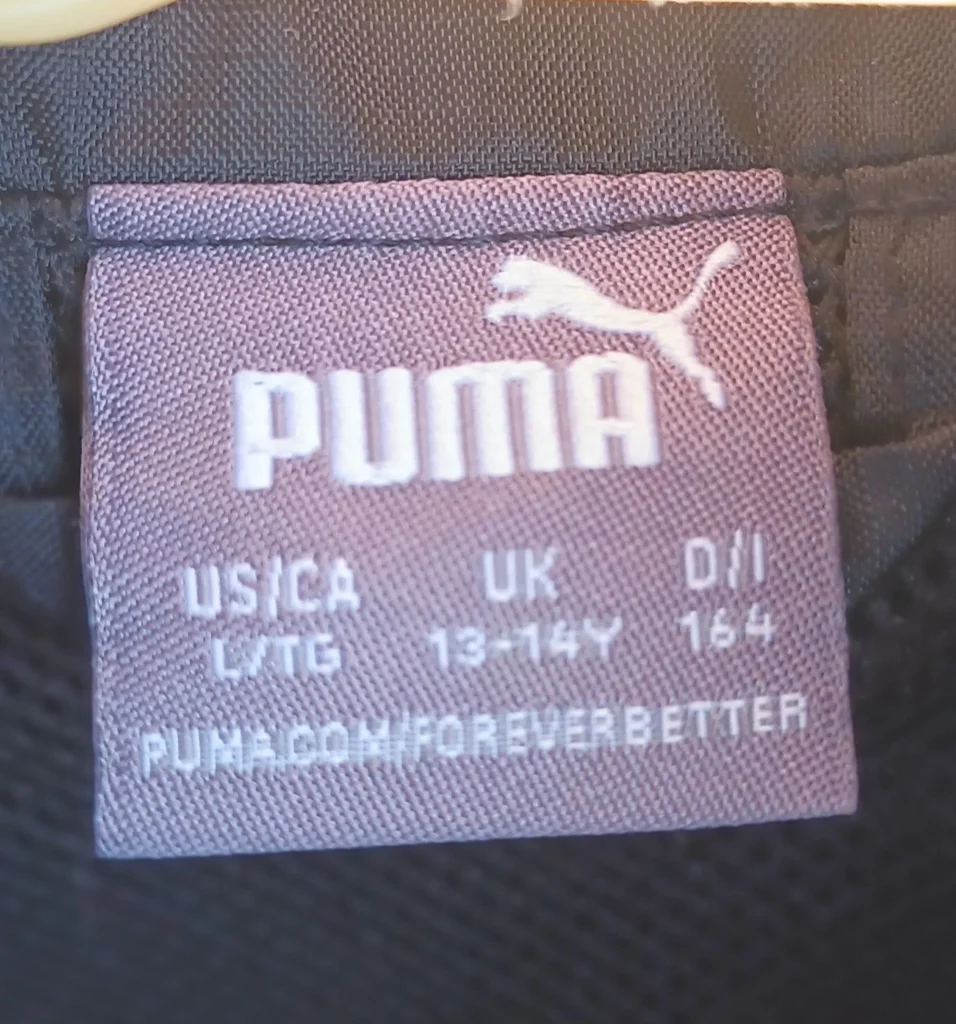 PUMA
US/CA UK D/I
L/TG 13-14Y 164
PUMA.COM/FOREVERBETTER